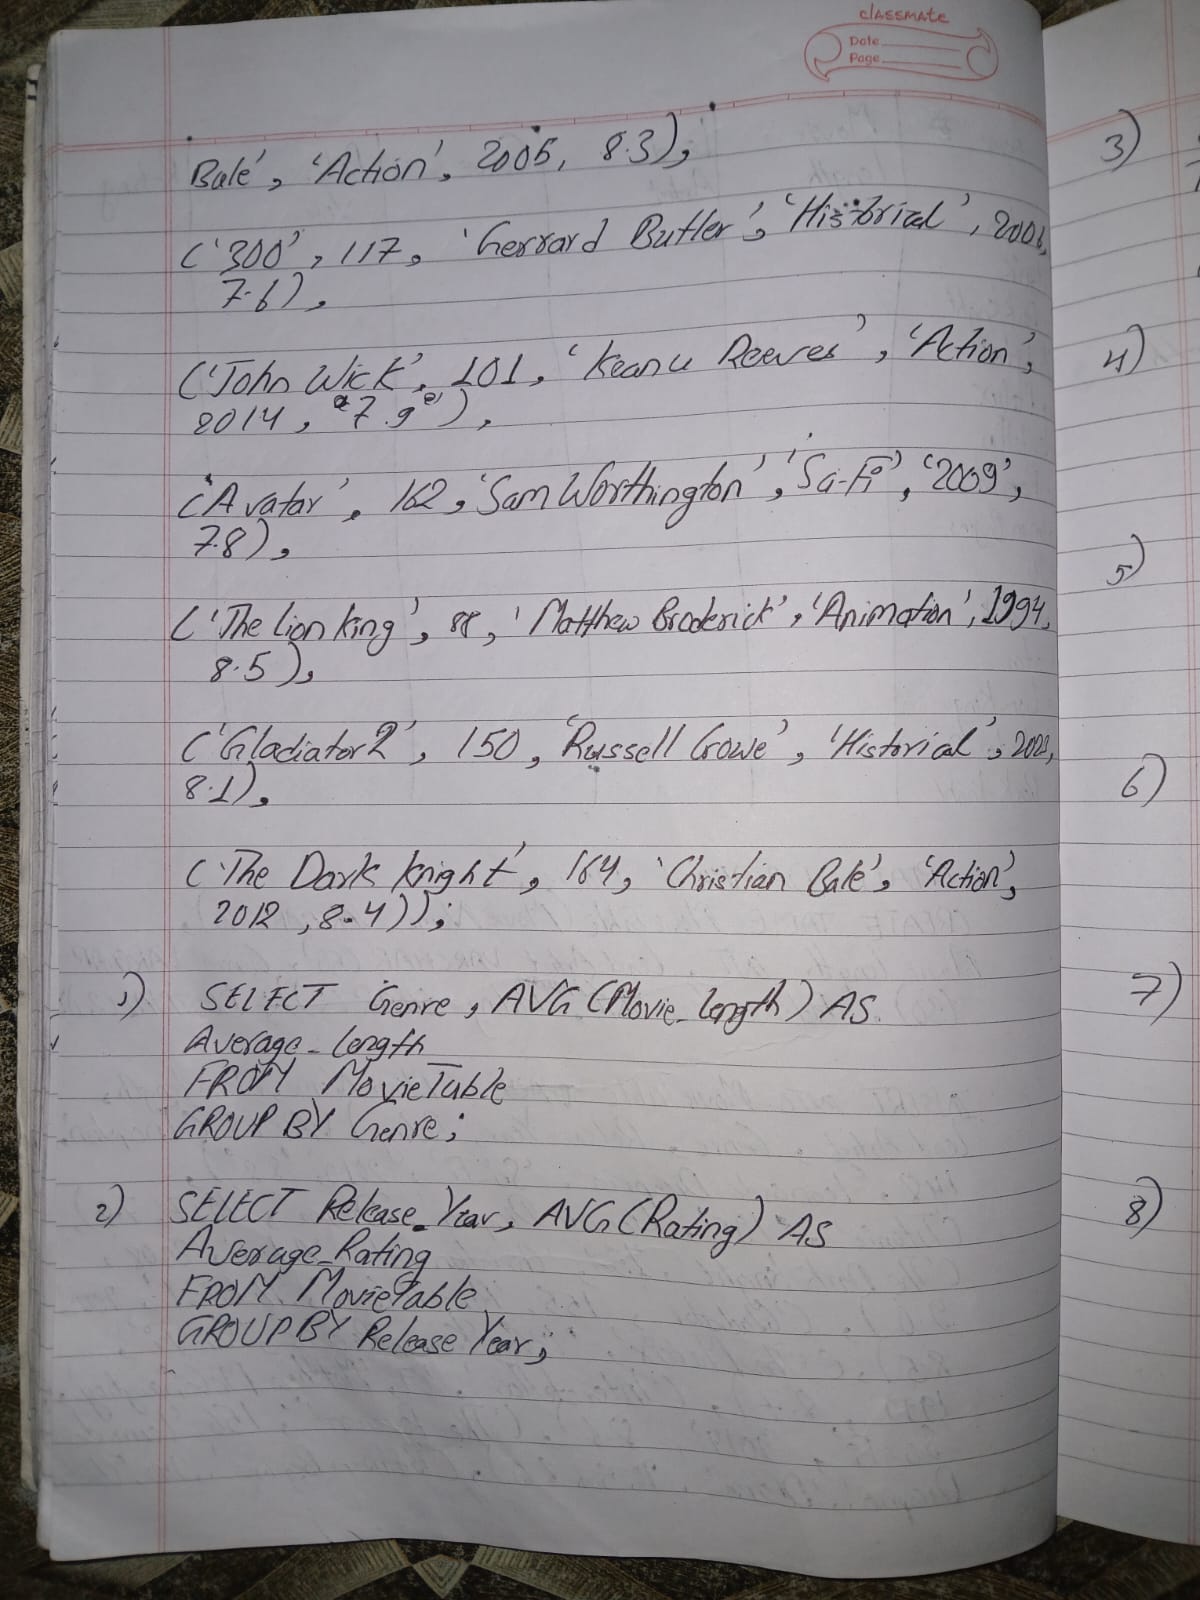 classmate
Date
Page
Bale', 'Action', 2005, 8.3),
('300', 117, 'Gerrard Butler', 'Historical', 2006,
7.6),
('John Wick', 101, 'Keanu Reeves', 'Action',
2014, 7.9),
('Avatar', 162, 'Sam Worthington', 'Sci-Fi', '2009',
7.8),
('The Lion King', 88, 'Matthew Broderick', 'Animation', 1994,
8.5),
('Gladiator 2', 150, 'Russell Crowe', 'Historical',
8.1),
('The Dark Knight', 164, 'Christian Bale', 'Action',
2012, 8.4));
1) SELECT Genre, AVG(Movie_length) AS
Average_length
FROM MovieTable
GROUP BY Genre;
2) SELECT Release_Year, AVG(Rating) AS
Average_Rating
FROM MovieTable
GROUP BY Release Year;
3)
4)
5)
6)
7)
8)